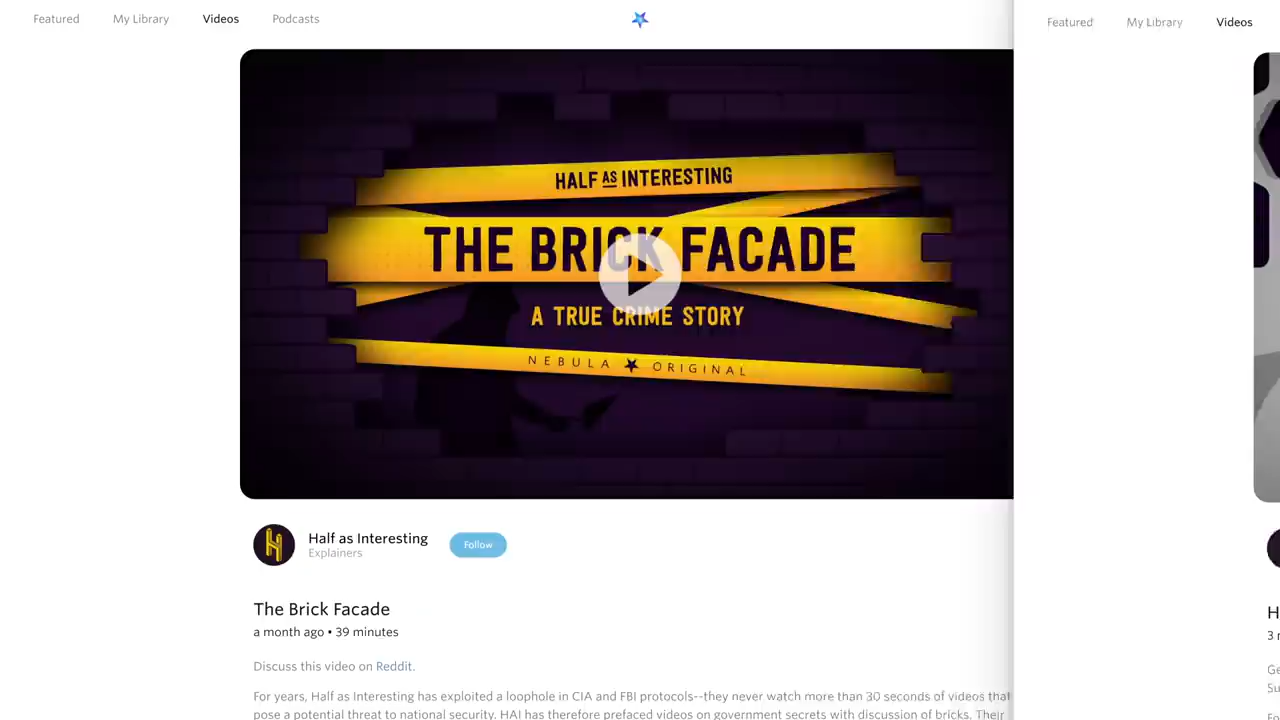 Featured My Library Videos Podcasts
Featured My Library Videos
HALF AS INTERESTING
THE BRICK FACADE
A TRUE CRIME STORY
NEBULA ORIGINAL
Half as Interesting
Explainers
Follow
The Brick Facade
a month ago • 39 minutes
Discuss this video on Reddit.
For years, Half as Interesting has exploited a loophole in CIA and FBI protocols--they never watch more than 30 seconds of videos that
pose a potential threat to national security. HAI has therefore prefaced videos on government secrets with discussion of bricks. Their
H
3